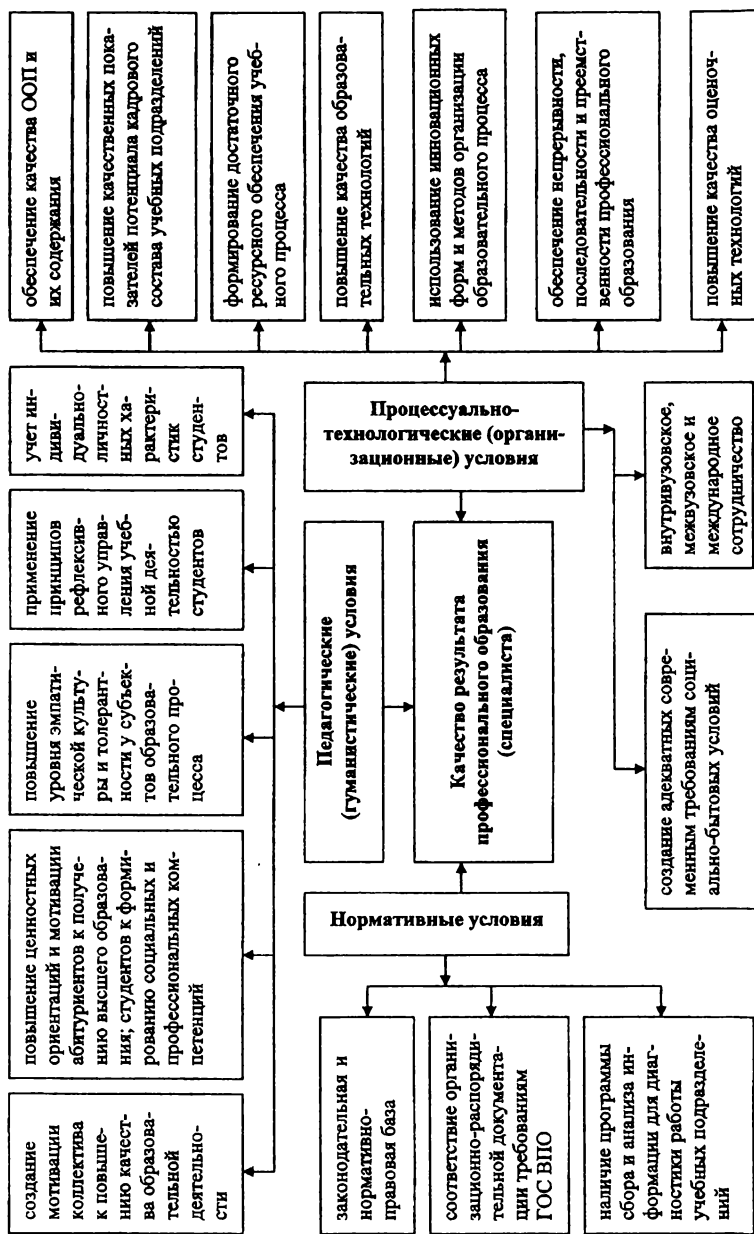 создание
мотивации
коллектива
к повыше-
нию качест-
ва образова-
тельной
деятельно-
сти
повышение ценностных
ориентаций и мотивации
абитуриентов к получе-
нию высшего образова-
ния; студентов к форми-
рованию социальных и
профессиональных ком-
петенций
повышение
уровня эмпати-
ческой культу-
ры и толерант-
ности у субъек-
тов образова-
тельного про-
цесса
применение
принципов
рефлексив-
ного управ-
ления учеб-
ной дея-
тельностью
студентов
учет ин-
диви-
дуально-
личност-
ных ха-
рактери-
стик
студен-
тов
обеспечение качества ООП и
их содержания
повышение качественных пока-
зателей потенциала кадрового
состава учебных подразделений
формирование достаточного
ресурсного обеспечения учеб-
ного процесса
повышение качества образова-
тельных технологий
использование инновационных
форм и методов организации
образовательного процесса
обеспечение непрерывности,
последовательности и преемст-
венности профессионального
образования
повышение качества оценоч-
ных технологий
Педагогические
(гуманистические) условия
Нормативные условия
Качество результата
профессионального образования
(специалиста)
Процессуально-
технологические (органи-
зационные) условия
законодательная и
нормативно-
правовая база
соответствие органи-
зационно-распоряди-
тельной документа-
ции требованиям
ГОС ВПО
наличие программы
сбора и анализа ин-
формации для диаг-
ностики работы
учебных подразделе-
ний
создание адекватных совре-
менным требованиям соци-
ально-бытовых условий
внутривузовское,
межвузовское и
международное
сотрудничество